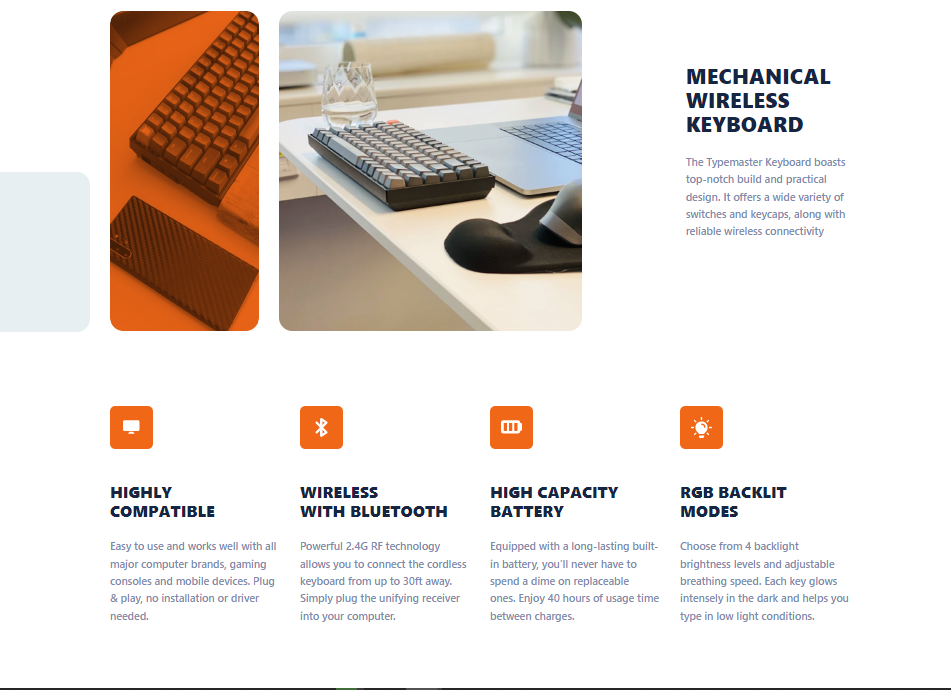 MECHANICAL
WIRELESS
KEYBOARD
The Typemaster Keyboard boasts
top-notch build and practical
design. It offers a wide variety of
switches and keycaps, along with
reliable wireless connectivity
HIGHLY
COMPATIBLE
Easy to use and works well with all
major computer brands, gaming
consoles and mobile devices. Plug
& play, no installation or driver
needed.
WIRELESS
WITH BLUETOOTH
Powerful 2.4G RF technology
allows you to connect the cordless
keyboard from up to 30ft away.
Simply plug the unifying receiver
into your computer.
HIGH CAPACITY
BATTERY
Equipped with a long-lasting built-
in battery, you'll never have to
spend a dime on replaceable
ones. Enjoy 40 hours of usage time
between charges.
RGB BACKLIT
MODES
Choose from 4 backlight
brightness levels and adjustable
breathing speed. Each key glows
intensely in the dark and helps you
type in low light conditions.